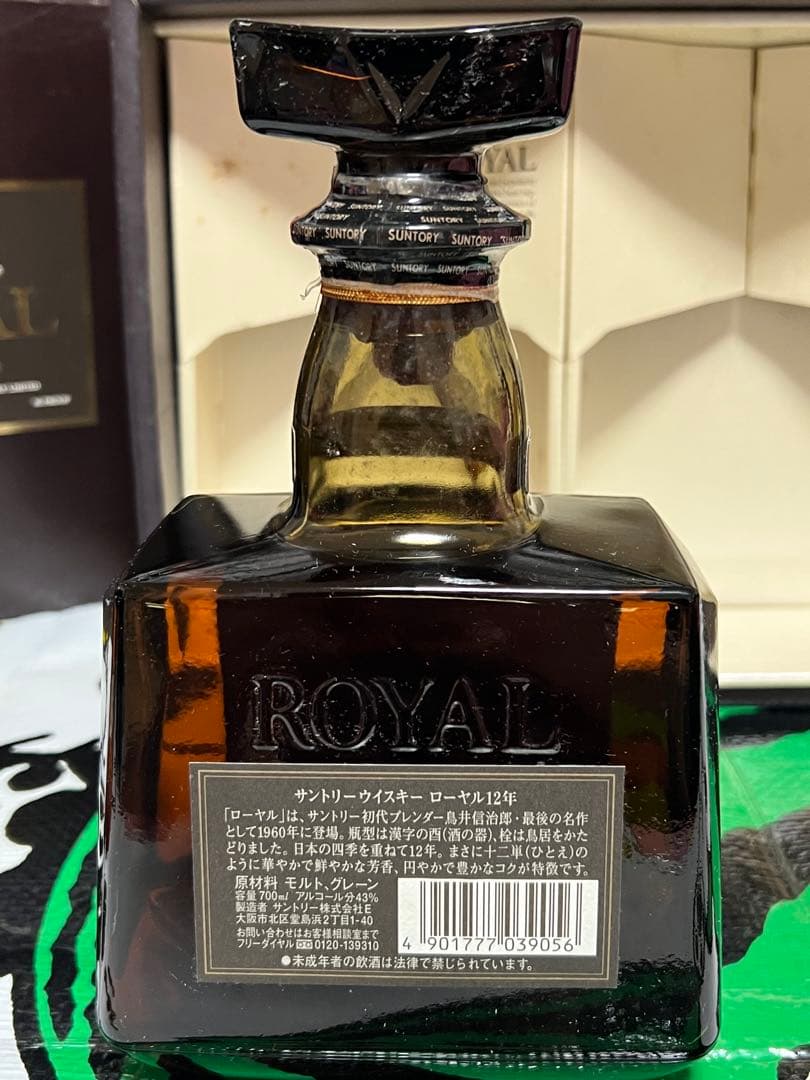 YAL
AL
SUNTORY
SUNTORY SUNTORY SUNTORY
SUNTORY SUNTORY SUNTORY
ROYAL
サントリーウイスキー ローヤル12年
「ローヤル」は、サントリー初代ブレンダー鳥井信治郎・最後の名作
として1960年に登場。瓶型は漢字の酉(酒の器)、栓は鳥居をかた
どりました。日本の四季を重ねて12年。まさに十二単(ひとえ)の
ように華やかで鮮やかな芳香、円やかで豊かなコクが特徴です。
原材料 モルト、グレーン
容量 700ml アルコール分43%
製造者 サントリー株式会社E
大阪市北区堂島浜2丁目1-40
お問い合わせはお客様相談室まで
フリーダイヤル 0120-139310
4 901777 039056
●未成年者の飲酒は法律で禁じられています。